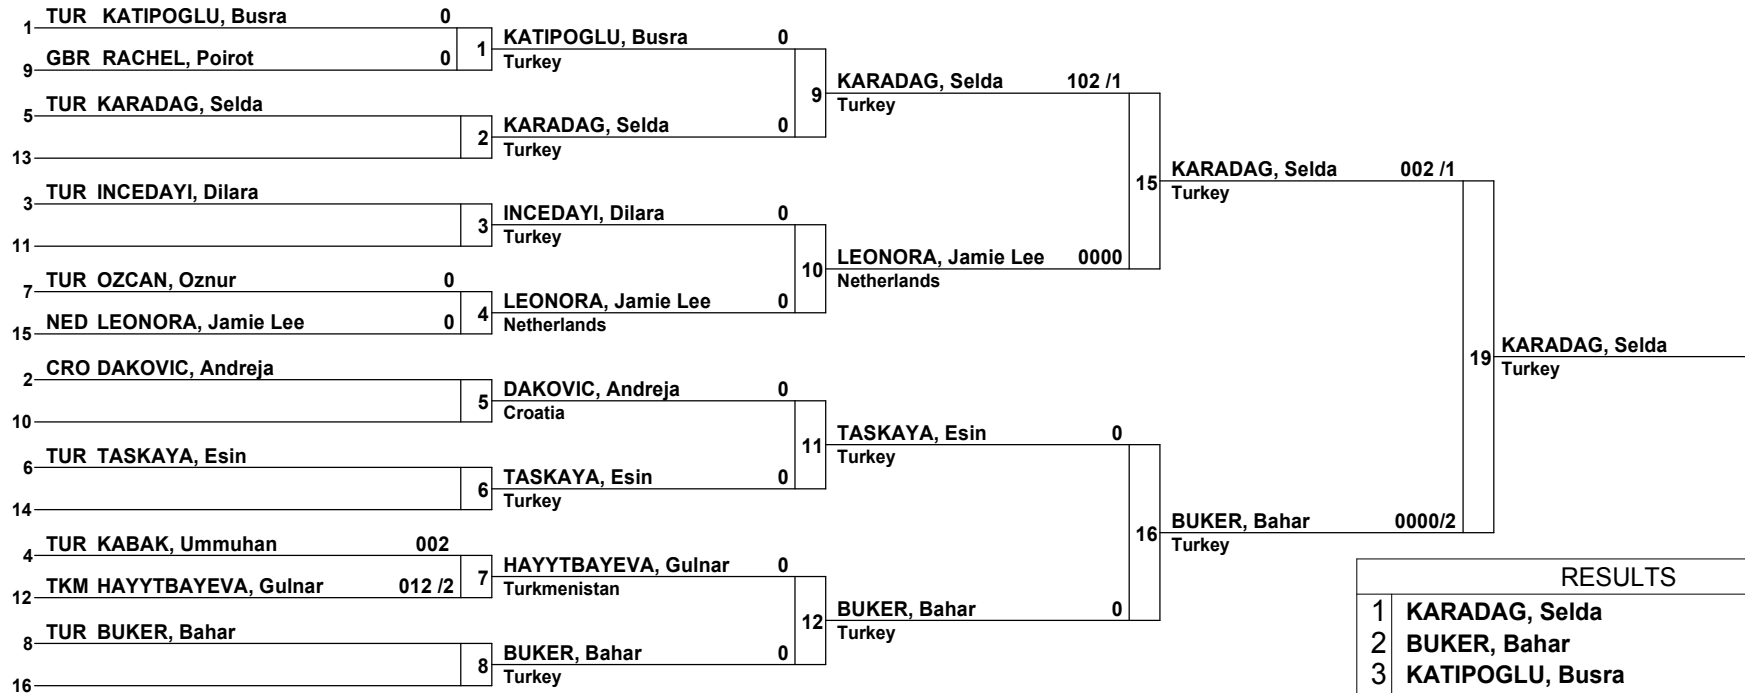 1 TUR KATIPOGLU, Busra 0
9 GBR RACHEL, Poirot 0
1 KATIPOGLU, Busra 0
Turkey
5 TUR KARADAG, Selda
13
2 KARADAG, Selda 0
Turkey
9 KARADAG, Selda 102 /1
Turkey
3 TUR INCEDAYI, Dilara
11
3 INCEDAYI, Dilara 0
Turkey
7 TUR OZCAN, Oznur 0
15 NED LEONORA, Jamie Lee 0
4 LEONORA, Jamie Lee 0
Netherlands
10 LEONORA, Jamie Lee 0000
Netherlands
15 KARADAG, Selda 002 /1
Turkey
2 CRO DAKOVIC, Andreja
10
5 DAKOVIC, Andreja 0
Croatia
6 TUR TASKAYA, Esin
14
6 TASKAYA, Esin 0
Turkey
11 TASKAYA, Esin 0
Turkey
4 TUR KABAK, Ummuhan 002
12 TKM HAYYTBAYEVA, Gulnar 012 /2
7 HAYYTBAYEVA, Gulnar 0
Turkmenistan
8 TUR BUKER, Bahar
16
8 BUKER, Bahar 0
Turkey
12 BUKER, Bahar 0
Turkey
16 BUKER, Bahar 0000/2
Turkey
19 KARADAG, Selda
Turkey
RESULTS
1 KARADAG, Selda
2 BUKER, Bahar
3 KATIPOGLU, Busra